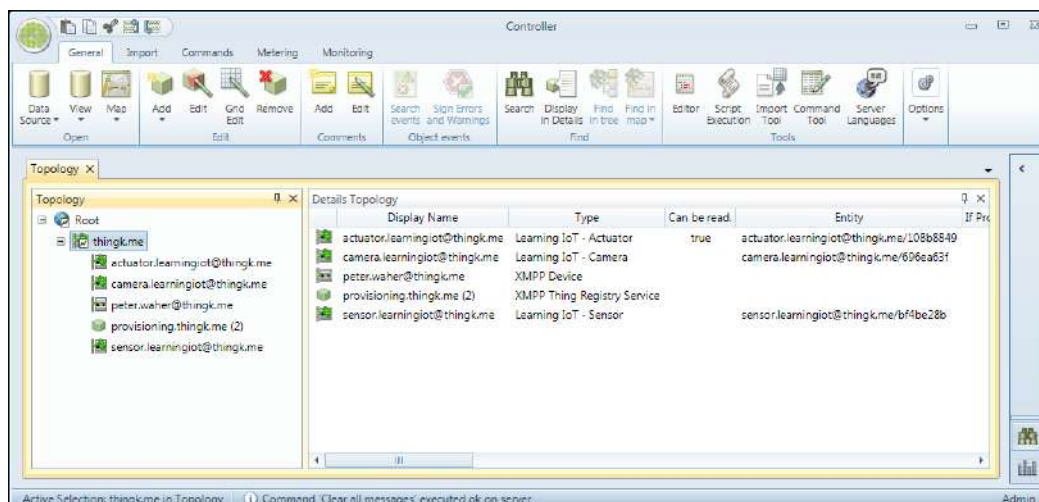 Controller
General Import Commands Metering Monitoring
Data Source View Map Add Edit Grid Edit Remove Add Edit Search events Sign Errors and Warnings Search Display in Details Find in tree Find in map Editor Script Execution Import Tool Command Tool Server Languages Options
Open Edit Comments Object events Find Tools
Topology
Topology Details Topology
Display Name Type Can be read. Entity If Pro
Root
thingk.me
actuator.learningiot@thingk.me
camera.learningiot@thingk.me
peter.waher@thingk.me
provisioning.thingk.me (2)
sensor.learningiot@thingk.me
actuator.learningiot@thingk.me Learning IoT - Actuator true actuator.learningiot@thingk.me/108b8849
camera.learningiot@thingk.me Learning IoT - Camera camera.learningiot@thingk.me/696ea63f
peter.waher@thingk.me XMPP Device
provisioning.thingk.me (2) XMPP Thing Registry Service
sensor.learningiot@thingk.me Learning IoT - Sensor sensor.learningiot@thingk.me/bf4be28b
Active Selection: thingk.me in Topology Command 'Clear all messages' executed ok on server. Admin